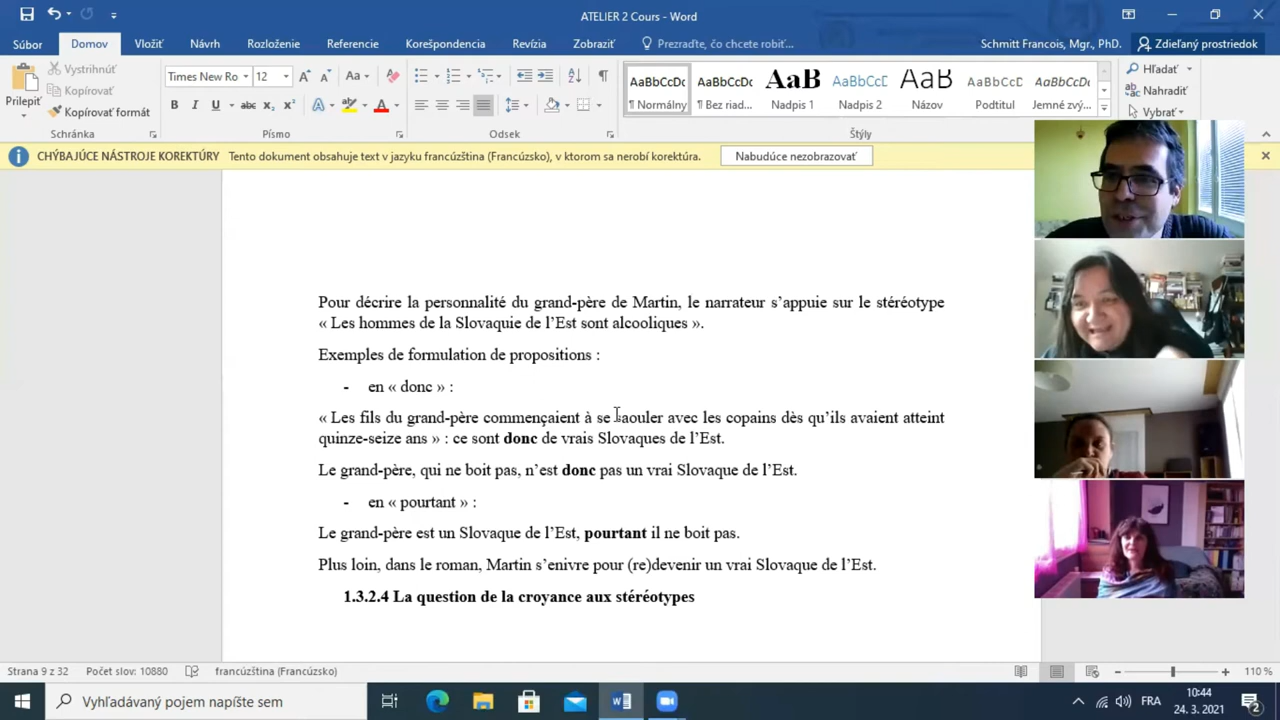 ATELIER 2 Cours - Word
Súbor Domov Vložiť Návrh Rozloženie Referencie Korešpondencia Revízia Zobraziť Prezraďte, čo chcete robiť... Schmitt Francois, Mgr., PhD. Zdieľaný prostriedok
Prilepiť
Vystrihnúť
Kopírovať
Kopírovať formát
Schránka
Times New Ro 12
Písmo
Odsek
AaBbCcDc AaBbCcDc AaB AaBbCcD AaB AaBbCcD AaBbCcDc
¶ Normálny ¶ Bez riad... Nadpis 1 Nadpis 2 Názov Podtitul Jemné zvý...
Štýly
Hľadať
Nahradiť
Vybrať
CHÝBAJÚCE NÁSTROJE KOREKTÚRY Tento dokument obsahuje text v jazyku francúzština (Francúzsko), v ktorom sa nerobí korektúra. Nabudúce nezobrazovať
Pour décrire la personnalité du grand-père de Martin, le narrateur s’appuie sur le stéréotype
« Les hommes de la Slovaquie de l’Est sont alcooliques ».
Exemples de formulation de propositions :
- en « donc » :
« Les fils du grand-père commençaient à se saouler avec les copains dès qu’ils avaient atteint
quinze-seize ans » : ce sont donc de vrais Slovaques de l’Est.
Le grand-père, qui ne boit pas, n’est donc pas un vrai Slovaque de l’Est.
- en « pourtant » :
Le grand-père est un Slovaque de l’Est, pourtant il ne boit pas.
Plus loin, dans le roman, Martin s’enivre pour (re)devenir un vrai Slovaque de l’Est.
1.3.2.4 La question de la croyance aux stéréotypes
Strana 9 z 32 Počet slov: 10880 francúzština (Francúzsko) 110 %
Vyhľadávaný pojem napíšte sem
FRA
10:44
24. 3. 2021
2